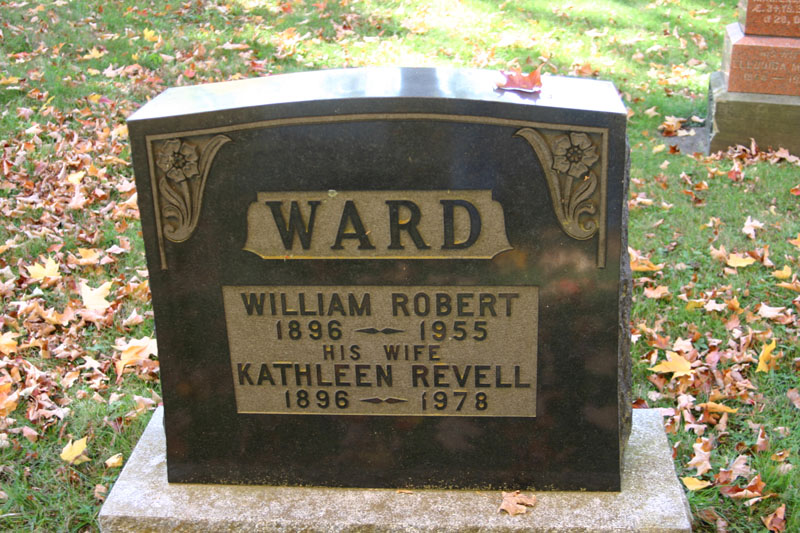 WARD
WILLIAM ROBERT
1896 1955
HIS WIFE
KATHLEEN REVELL
1896 1978